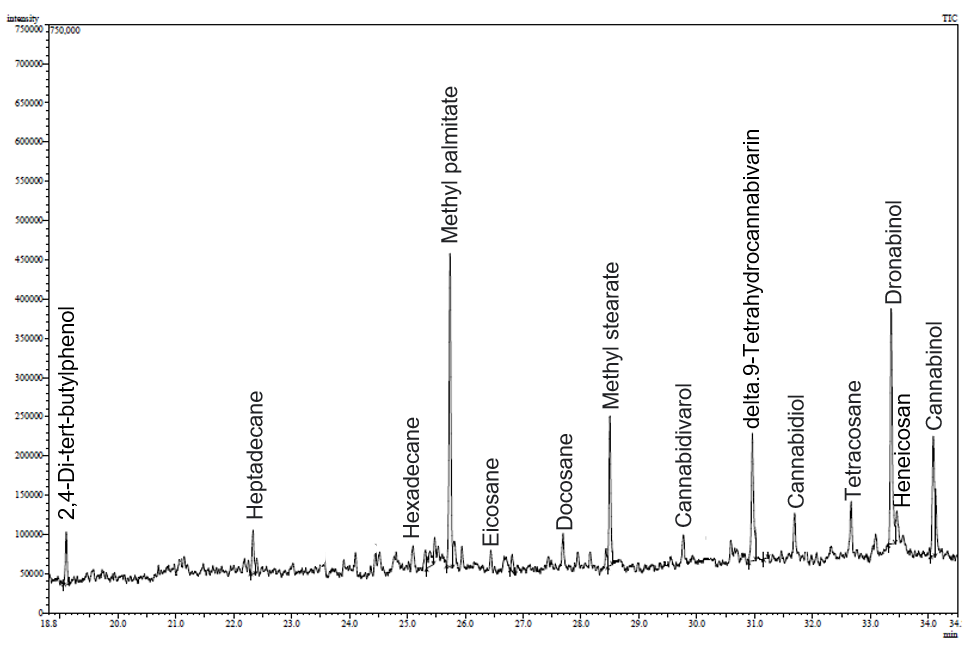 intensity
TIC
750000
750,000
700000
650000
600000
550000
500000
450000
400000
350000
300000
250000
200000
150000
100000
50000
0
2,4-Di-tert-butylphenol
Heptadecane
Hexadecane
Methyl palmitate
Eicosane
Docosane
Methyl stearate
Cannabidivarol
delta.9-Tetrahydrocannabivarin
Cannabidiol
Tetracosane
Dronabinol
Heneicosan
Cannabinol
18.8 20.0 21.0 22.0 23.0 24.0 25.0 26.0 27.0 28.0 29.0 30.0 31.0 32.0 33.0 34.0
min